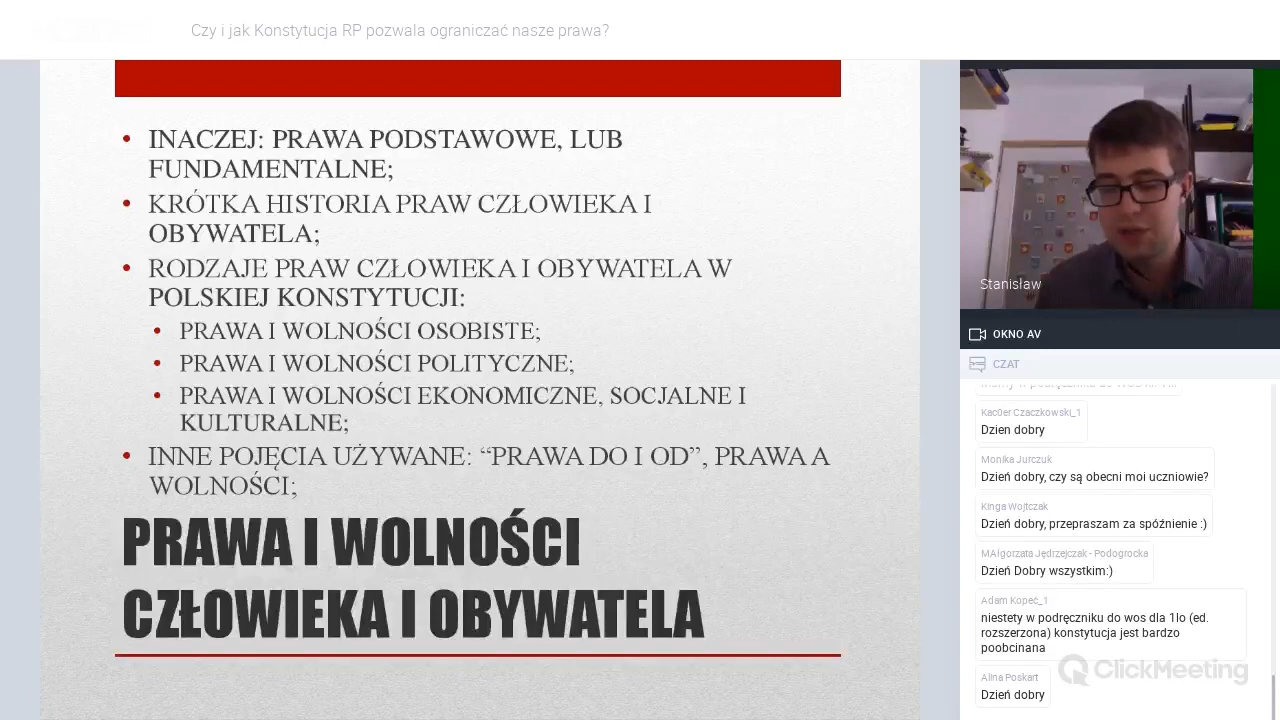 Czy i jak Konstytucja RP pozwala ograniczać nasze prawa?
INACZEJ: PRAWA PODSTAWOWE, LUB
FUNDAMENTALNE;
KRÓTKA HISTORIA PRAW CZŁOWIEKA I
OBYWATELA;
RODZAJE PRAW CZŁOWIEKA I OBYWATELA W
POLSKIEJ KONSTYTUCJI:
PRAWA I WOLNOŚCI OSOBISTE;
PRAWA I WOLNOŚCI POLITYCZNE;
PRAWA I WOLNOŚCI EKONOMICZNE, SOCJALNE I
KULTURALNE;
INNE POJĘCIA UŻYWANE: “PRAWA DO I OD”, PRAWA A
WOLNOŚCI;
PRAWA I WOLNOŚCI
CZŁOWIEKA I OBYWATELA
Stanisław
OKNO AV
CZAT
Kac0er Czaczkowski_1
Dzien dobry
Monika Jurczuk
Dzień dobry, czy są obecni moi uczniowie?
Kinga Wojtczak
Dzień dobry, przepraszam za spóźnienie :)
MAłgorzata Jędrzejczak - Podogrocka
Dzień Dobry wszystkim:)
Adam Kopeć_1
niestety w podręczniku do wos dla 1lo (ed.
rozszerzona) konstytucja jest bardzo
poobcinana
ClickMeeting
Alina Poskart
Dzień dobry